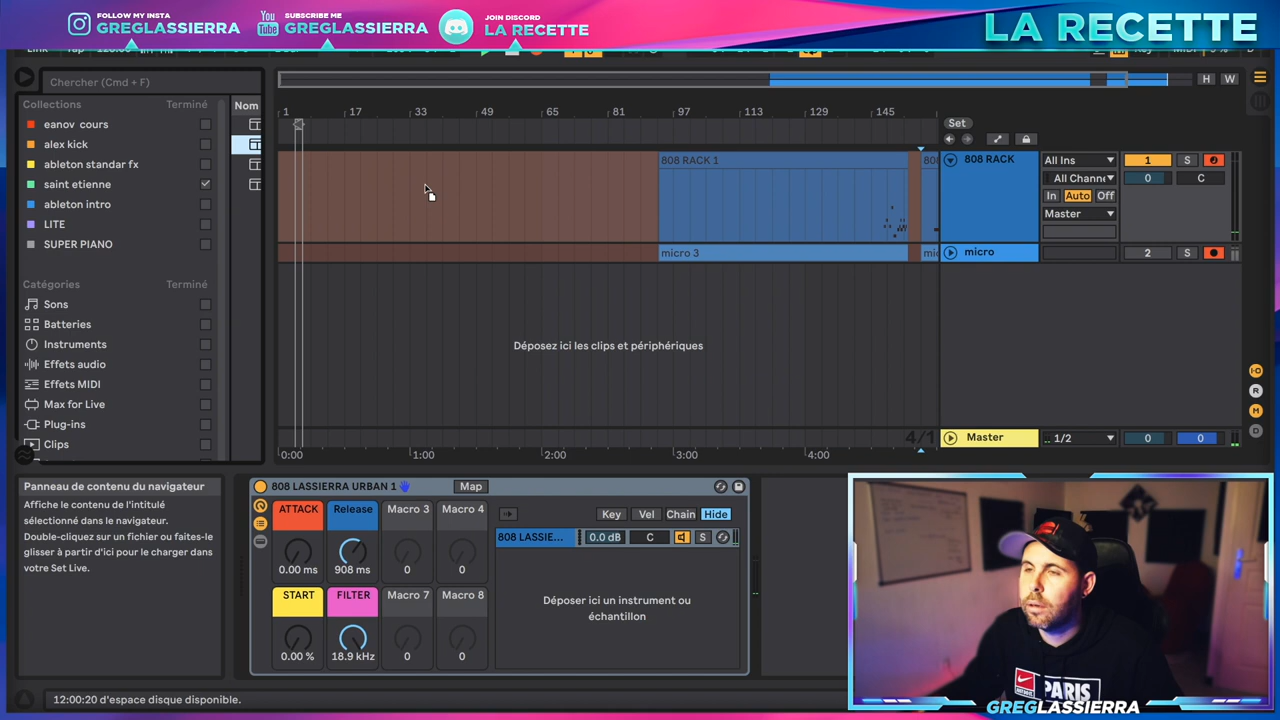 FOLLOW MY INSTA
GREGLASSIERRA
You
Tube
SUBSCRIBE ME
GREGLASSIERRA
JOIN DISCORD
LA RECETTE
LA RECETTE
Link
Tap
Key
MIDI
Chercher (Cmd + F)
H
W
Collections
Terminé
Nom
eanov cours
alex kick
ableton standar fx
saint etienne
ableton intro
LITE
SUPER PIANO
Catégories
Terminé
Sons
Batteries
Instruments
Effets audio
Effets MIDI
Max for Live
Plug-ins
Clips
1
17
33
49
65
81
97
113
129
145
Set
808 RACK 1
micro 3
808 RACK
All Ins
1
S
All Channe
0
C
In
Auto
Off
Master
micro
2
S
Déposez ici les clips et périphériques
4/1
Master
1/2
0
0
0:00
1:00
2:00
3:00
4:00
R
M
D
Panneau de contenu du navigateur
Affiche le contenu de l'intitulé
sélectionné dans le navigateur.
Double-cliquez sur un fichier ou faites-le
glisser à partir d'ici pour le charger dans
votre Set Live.
808 LASSIERRA URBAN 1
Map
ATTACK
Release
Macro 3
Macro 4
0.00 ms
908 ms
0
0
START
FILTER
Macro 7
Macro 8
0.00 %
18.9 kHz
0
0
Key
Vel
Chain
Hide
808 LASSIE...
0.0 dB
C
S
Déposer ici un instrument ou
échantillon
12:00:20 d'espace disque disponible.
PARIS
GREGLASSIERRA